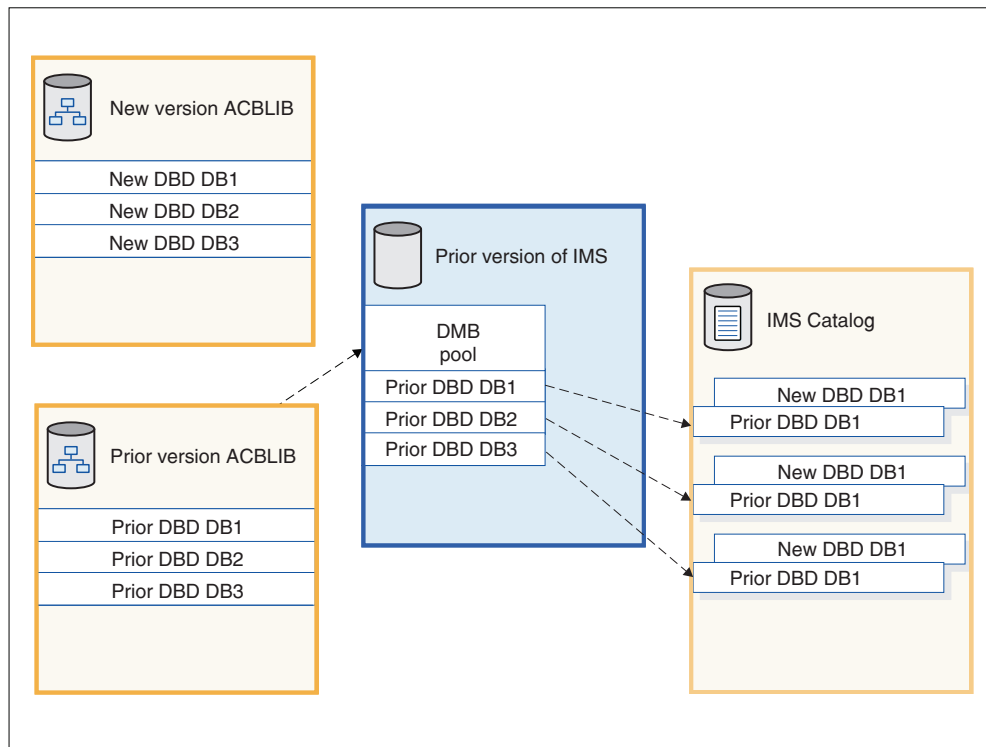 New version ACBLIB
New DBD DB1
New DBD DB2
New DBD DB3
Prior version ACBLIB
Prior DBD DB1
Prior DBD DB2
Prior DBD DB3
Prior version of IMS
DMB
pool
Prior DBD DB1
Prior DBD DB2
Prior DBD DB3
IMS Catalog
New DBD DB1
Prior DBD DB1
New DBD DB1
Prior DBD DB1
New DBD DB1
Prior DBD DB1